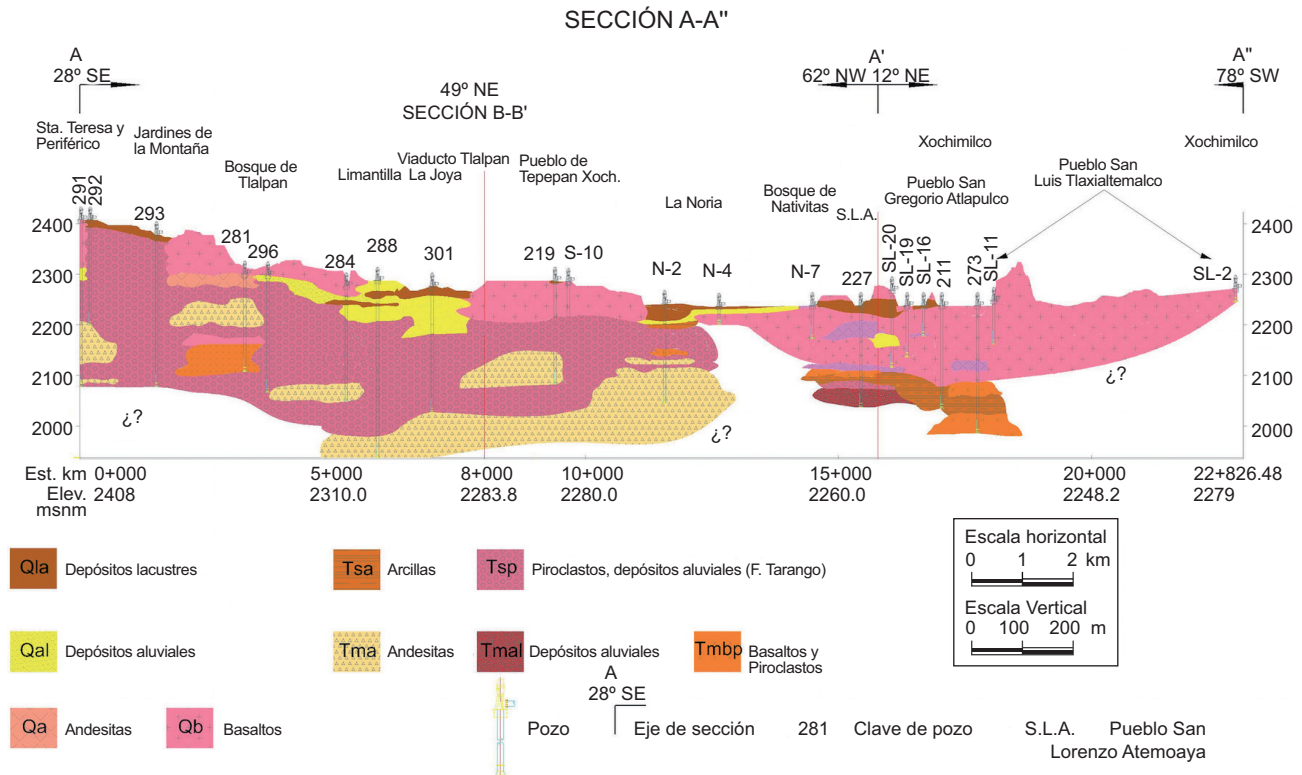 SECCIÓN A-A"
A
28º SE
49º NE
SECCIÓN B-B'
A'
62º NW 12º NE
A"
78º SW
Sta. Teresa y
Periférico
Jardines de
la Montaña
Bosque de
Tlalpan
Limantilla
Viaducto Tlalpan
La Joya
Pueblo de
Tepepan Xoch.
La Noria
Bosque de
Nativitas
S.L.A.
Xochimilco
Pueblo San
Gregorio Atlapulco
Pueblo San
Luis Tlaxialtemalco
Xochimilco
291
292
293
281
296
284
288
301
219
S-10
N-2
N-4
N-7
227
SL-20
SL-19
SL-16
211
273
SL-11
SL-2
2400
2300
2200
2100
2000
2400
2300
2200
2100
2000
¿?
¿?
¿?
Est. km 0+000 5+000 8+000 10+000 15+000 20+000 22+826.48
Elev. 2408 2310.0 2283.8 2280.0 2260.0 2248.2 2279
msnm
Qla Depósitos lacustres
Tsa Arcillas
Tsp Piroclastos, depósitos aluviales (F. Tarango)
Qal Depósitos aluviales
Tma Andesitas
Tmal Depósitos aluviales
Tmbp Basaltos y
Piroclastos
Qa Andesitas
Qb Basaltos
Pozo
A
28º SE
Eje de sección
281 Clave de pozo
S.L.A. Pueblo San
Lorenzo Atemoaya
Escala horizontal
0 1 2 km
Escala Vertical
0 100 200 m